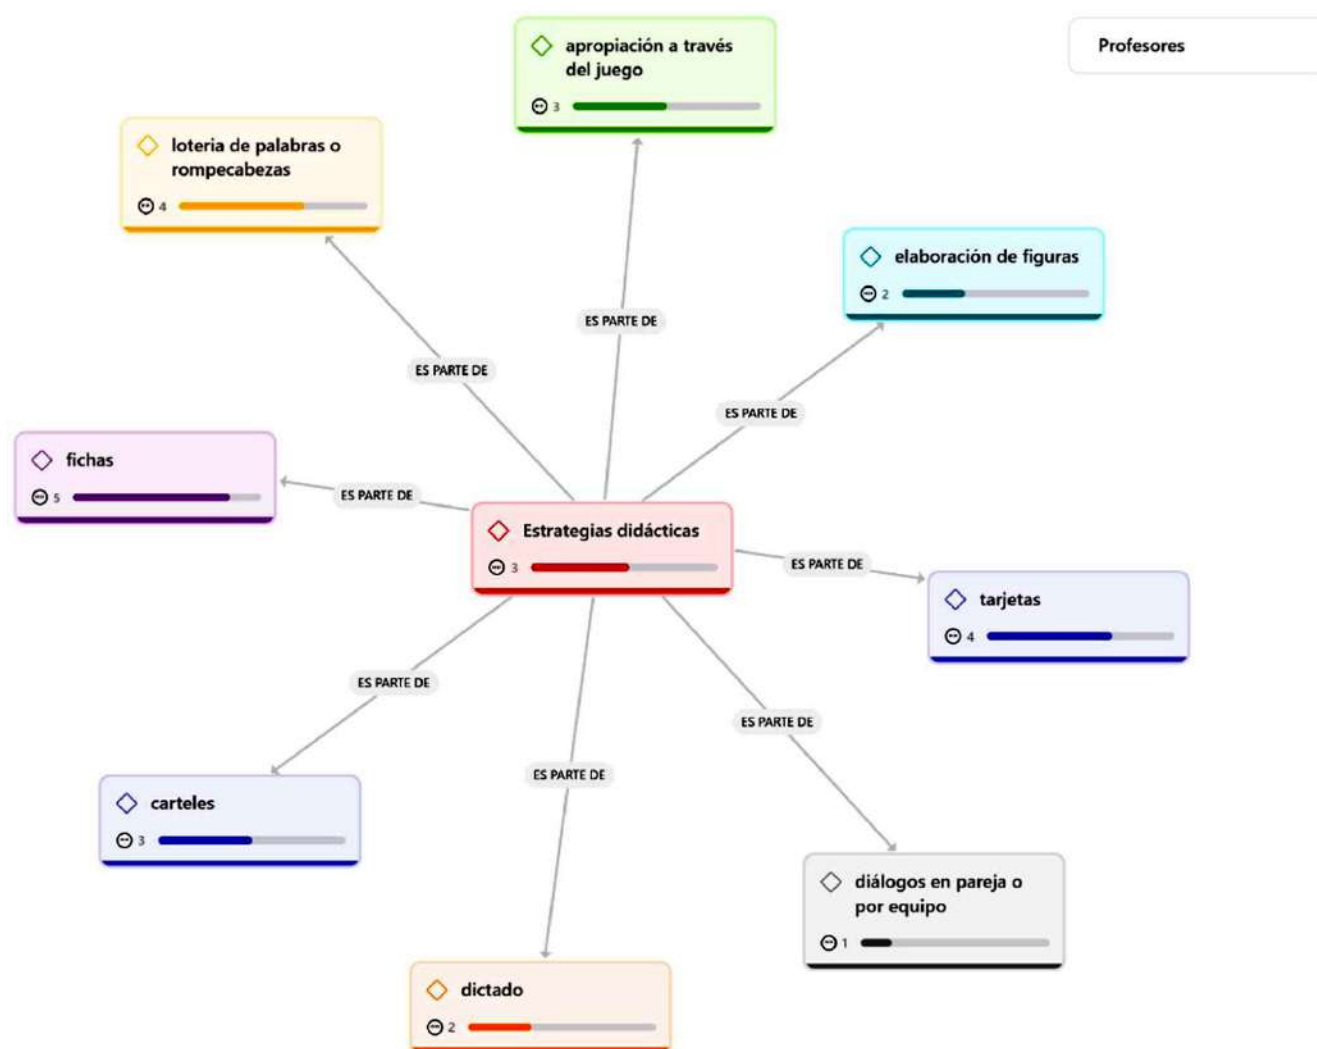 Profesores
apropiación a través
del juego
3
loteria de palabras o
rompecabezas
4
elaboración de figuras
2
ES PARTE DE
ES PARTE DE
ES PARTE DE
fichas
5
ES PARTE DE
Estrategias didácticas
3
ES PARTE DE
tarjetas
4
ES PARTE DE
ES PARTE DE
ES PARTE DE
carteles
3
diálogos en pareja o
por equipo
1
dictado
2